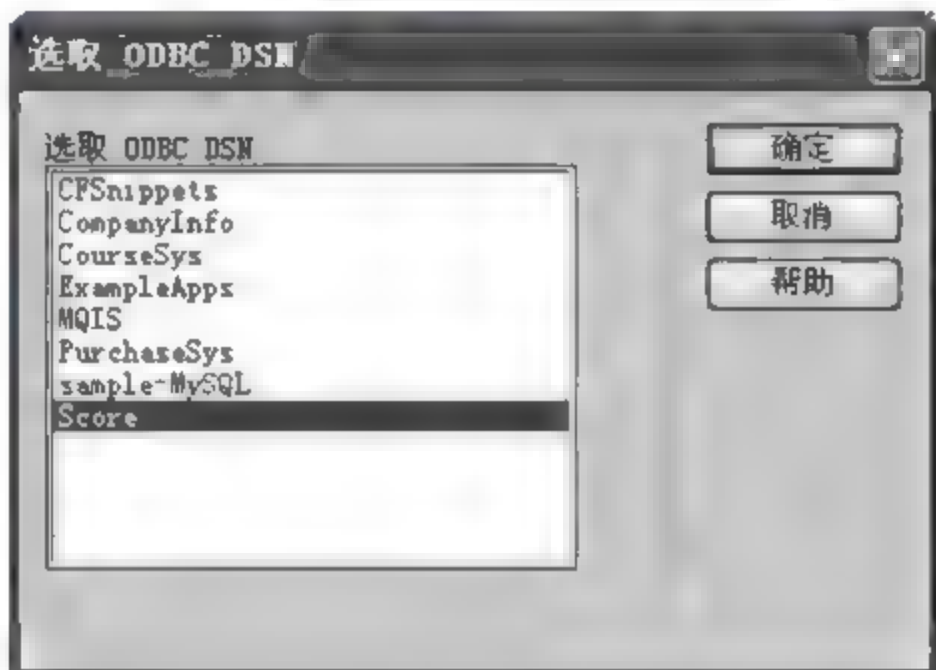 选取 ODBC DSN
选取 ODBC DSN
CFSnippets
CompanyInfo
CourseSys
ExampleApps
MQIS
PurchaseSys
sample-MySQL
Score
确定
取消
帮助